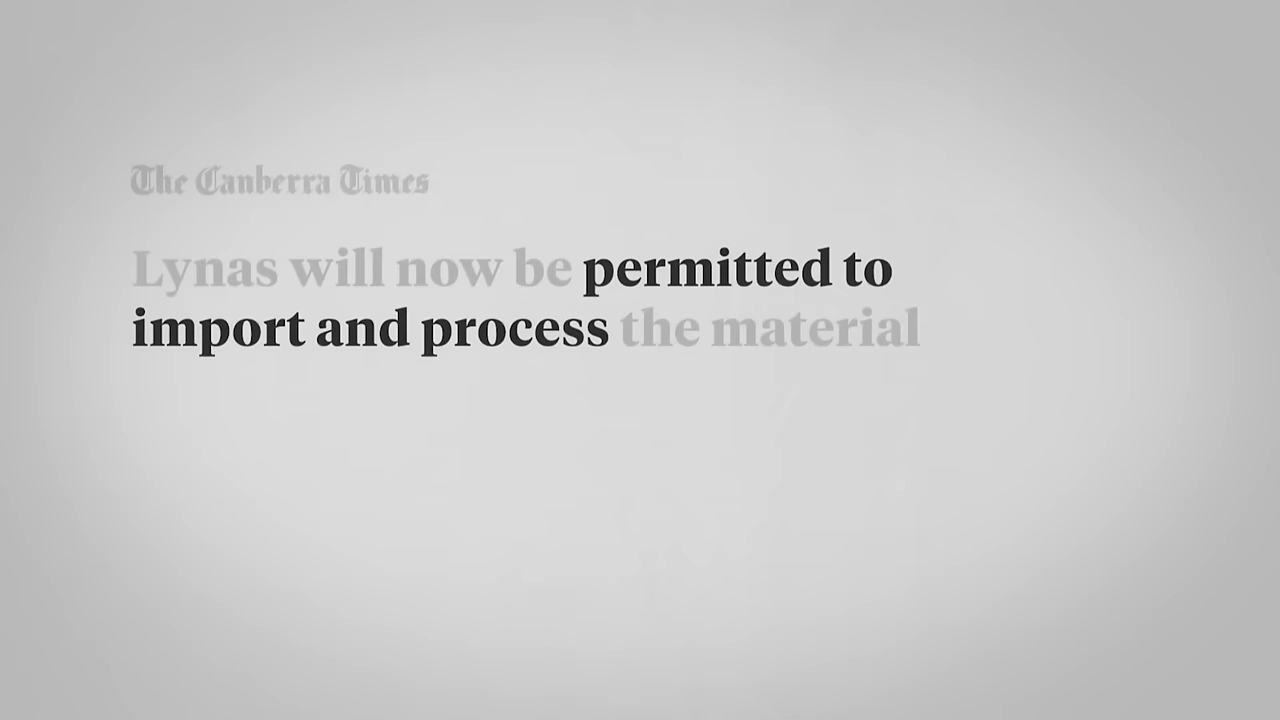 The Canberra Times
Lynas will now be permitted to
import and process the material